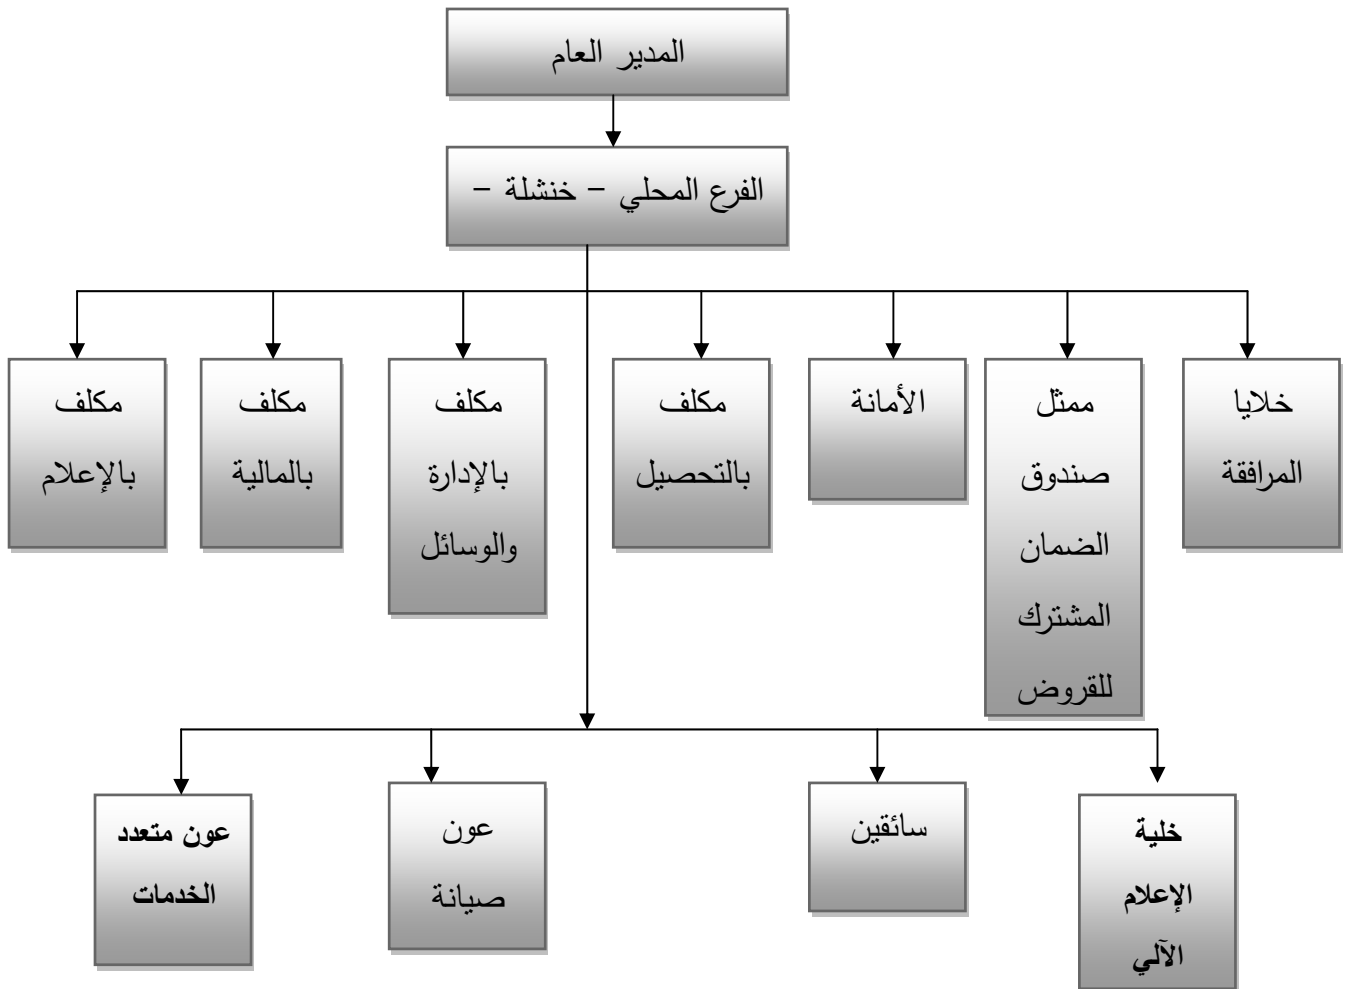 المدير العام
الفرع المحلي – خنشلة –
خلايا
المرافقة
ممثل
صندوق
الضمان
المشترك
للقروض
الأمانة
مكلف
بالتحصيل
مكلف
بالإدارة
والوسائل
مكلف
بالمالية
مكلف
بالإعلام
خلية
الإعلام
الآلي
سائقين
عون
صيانة
عون متعدد
الخدمات